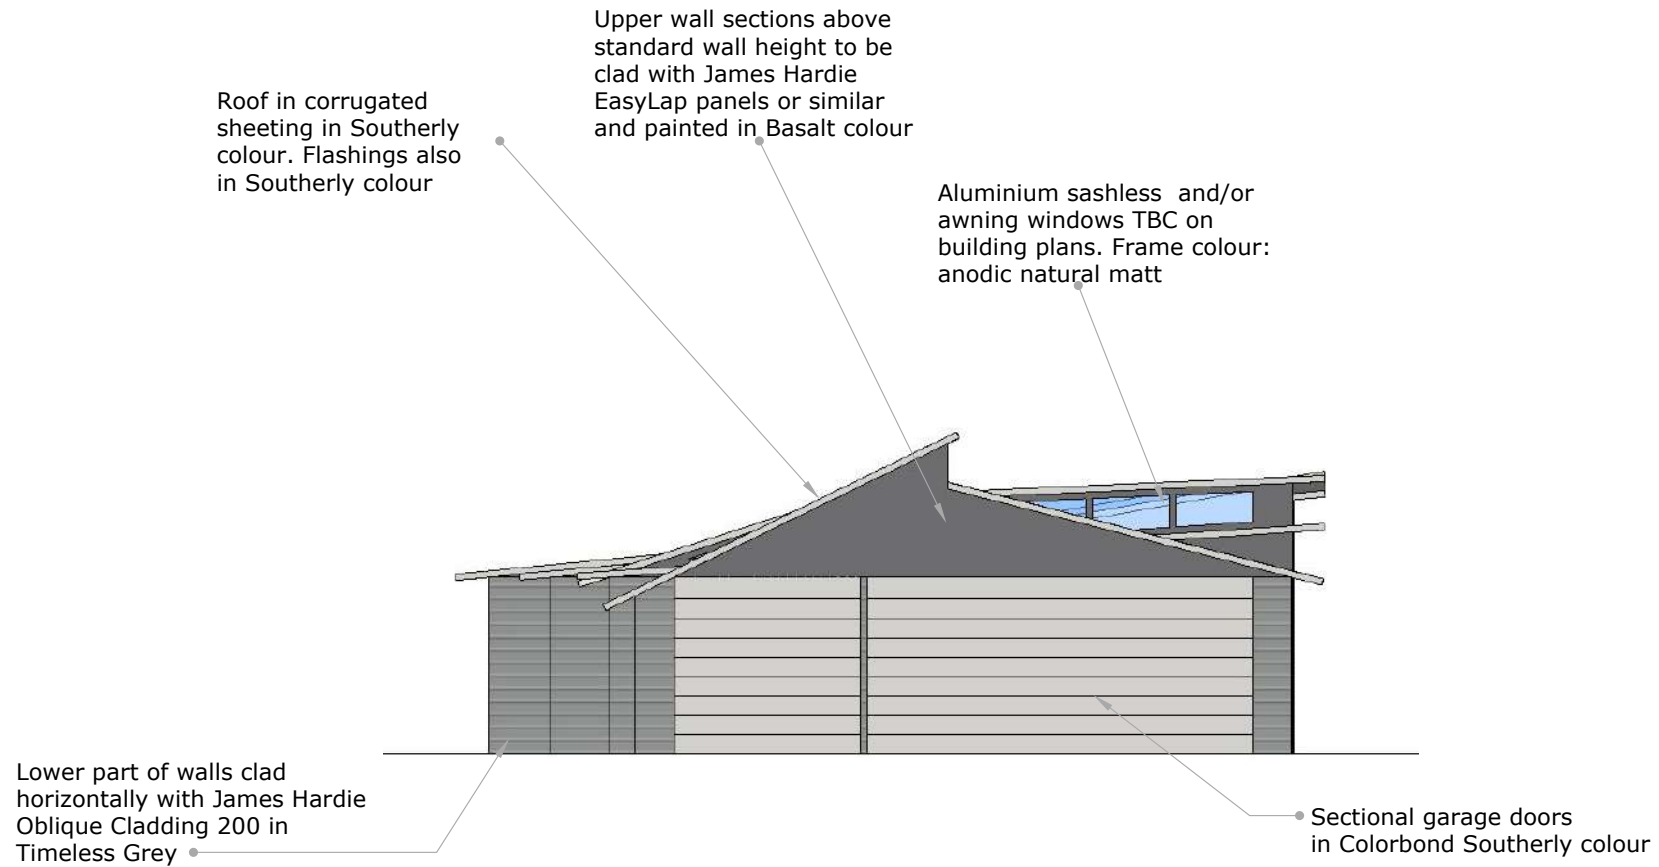 Upper wall sections above
standard wall height to be
clad with James Hardie
EasyLap panels or similar
and painted in Basalt colour
Roof in corrugated
sheeting in Southerly
colour. Flashings also
in Southerly colour
Aluminium sashless  and/or
awning windows TBC on
building plans. Frame colour:
anodic natural matt
Lower part of walls clad
horizontally with James Hardie
Oblique Cladding 200 in
Timeless Grey
Sectional garage doors
in Colorbond Southerly colour